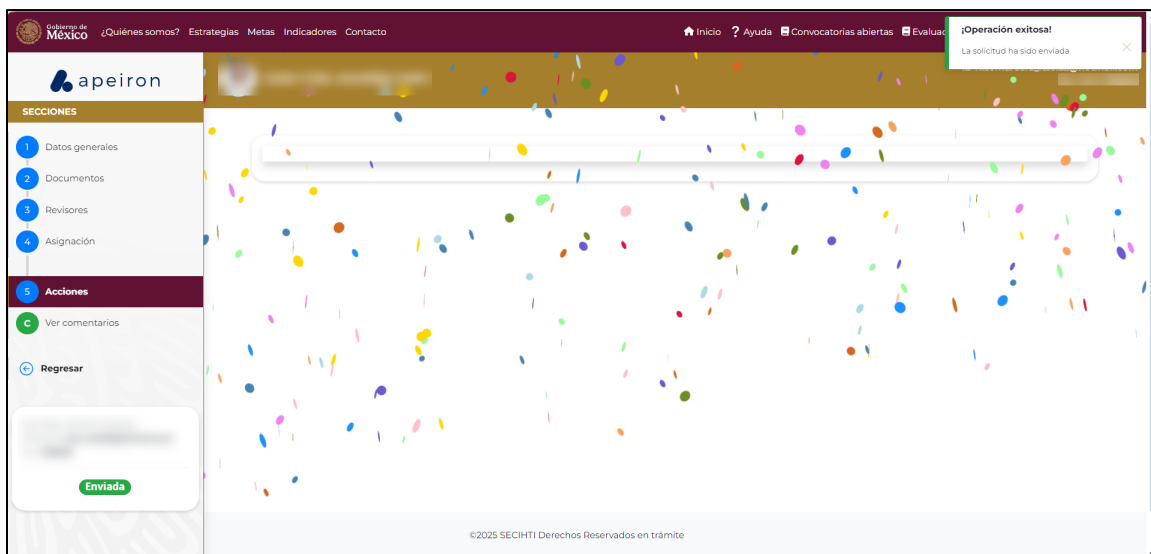 Gobierno de
México
¿Quiénes somos? Estrategias Metas Indicadores Contacto
Inicio ? Ayuda Convocatorias abiertas Evaluac
¡Operación exitosa!
La solicitud ha sido enviada
apeiron
SECCIONES
1 Datos generales
2 Documentos
3 Revisores
4 Asignación
5 Acciones
C Ver comentarios
Regresar
Enviada
©2025 SECIHTI Derechos Reservados en trámite